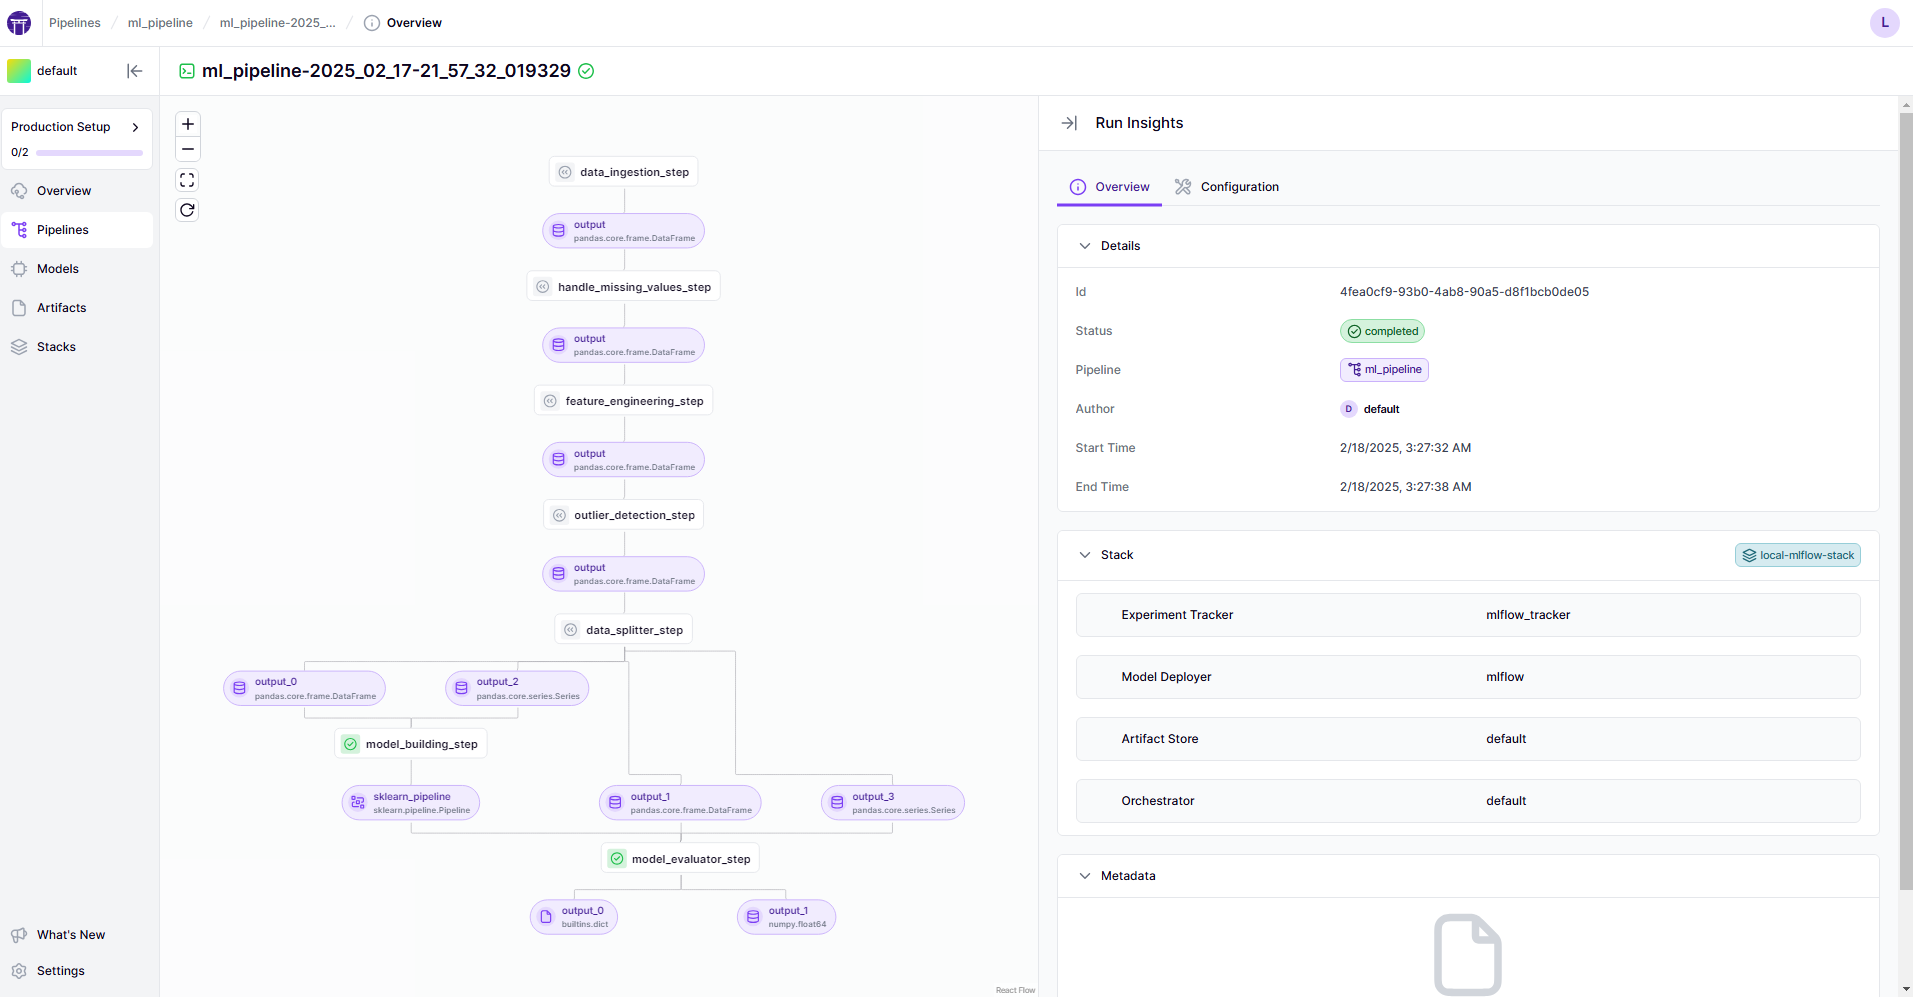 Pipelines / ml_pipeline / ml_pipeline-2025_... / Overview
L
default
ml_pipeline-2025_02_17-21_57_32_019329
Production Setup
0/2
Overview
Pipelines
Models
Artifacts
Stacks
What's New
Settings
data_ingestion_step
output
pandas.core.frame.DataFrame
handle_missing_values_step
output
pandas.core.frame.DataFrame
feature_engineering_step
output
pandas.core.frame.DataFrame
outlier_detection_step
output
pandas.core.frame.DataFrame
data_splitter_step
output_0
pandas.core.frame.DataFrame
output_2
pandas.core.series.Series
model_building_step
sklearn_pipeline
sklearn.pipeline.Pipeline
output_1
pandas.core.frame.DataFrame
output_3
pandas.core.series.Series
model_evaluator_step
output_0
builtins.dict
output_1
numpy.float64
React Flow
Run Insights
Overview
Configuration
Details
Id 4fea0cf9-93b0-4ab8-90a5-d8f1bcb0de05
Status completed
Pipeline ml_pipeline
Author D default
Start Time 2/18/2025, 3:27:32 AM
End Time 2/18/2025, 3:27:38 AM
Stack local-mlflow-stack
Experiment Tracker mlflow_tracker
Model Deployer mlflow
Artifact Store default
Orchestrator default
Metadata